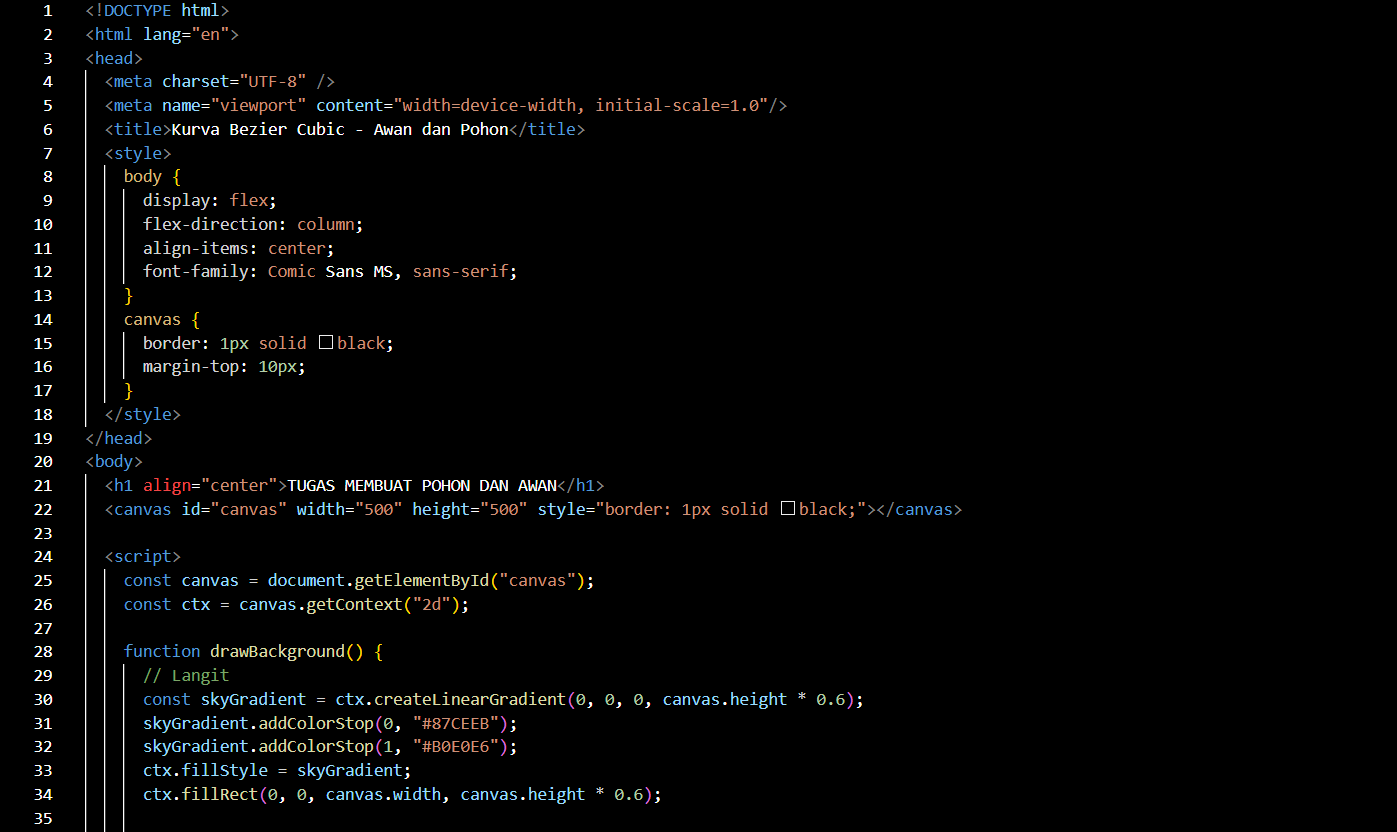 1 <!DOCTYPE html>
2 <html lang="en">
3 <head>
4 <meta charset="UTF-8" />
5 <meta name="viewport" content="width=device-width, initial-scale=1.0"/>
6 <title>Kurva Bezier Cubic - Awan dan Pohon</title>
7 <style>
8 body {
9 display: flex;
10 flex-direction: column;
11 align-items: center;
12 font-family: Comic Sans MS, sans-serif;
13 }
14 canvas {
15 border: 1px solid black;
16 margin-top: 10px;
17 }
18 </style>
19 </head>
20 <body>
21 <h1 align="center">TUGAS MEMBUAT POHON DAN AWAN</h1>
22 <canvas id="canvas" width="500" height="500" style="border: 1px solid black;"></canvas>
23
24 <script>
25 const canvas = document.getElementById("canvas");
26 const ctx = canvas.getContext("2d");
27
28 function drawBackground() {
29 // Langit
30 const skyGradient = ctx.createLinearGradient(0, 0, 0, canvas.height * 0.6);
31 skyGradient.addColorStop(0, "#87CEEB");
32 skyGradient.addColorStop(1, "#B0E0E6");
33 ctx.fillStyle = skyGradient;
34 ctx.fillRect(0, 0, canvas.width, canvas.height * 0.6);
35